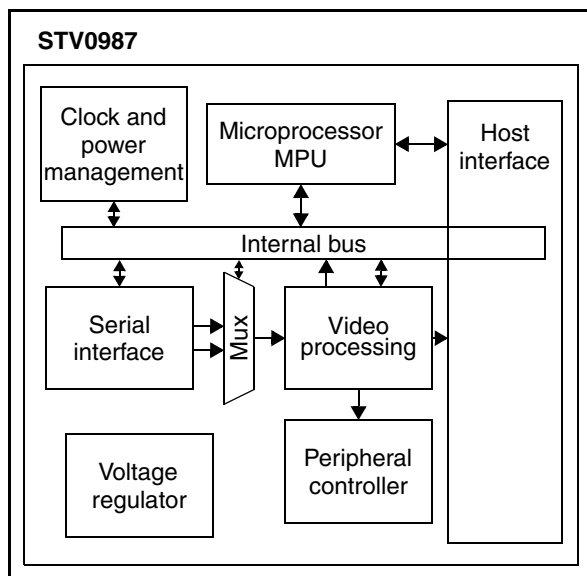 STV0987
Clock and
power
management
Microprocessor
MPU
Host
interface
Internal bus
Serial
interface
Mux
Video
processing
Voltage
regulator
Peripheral
controller